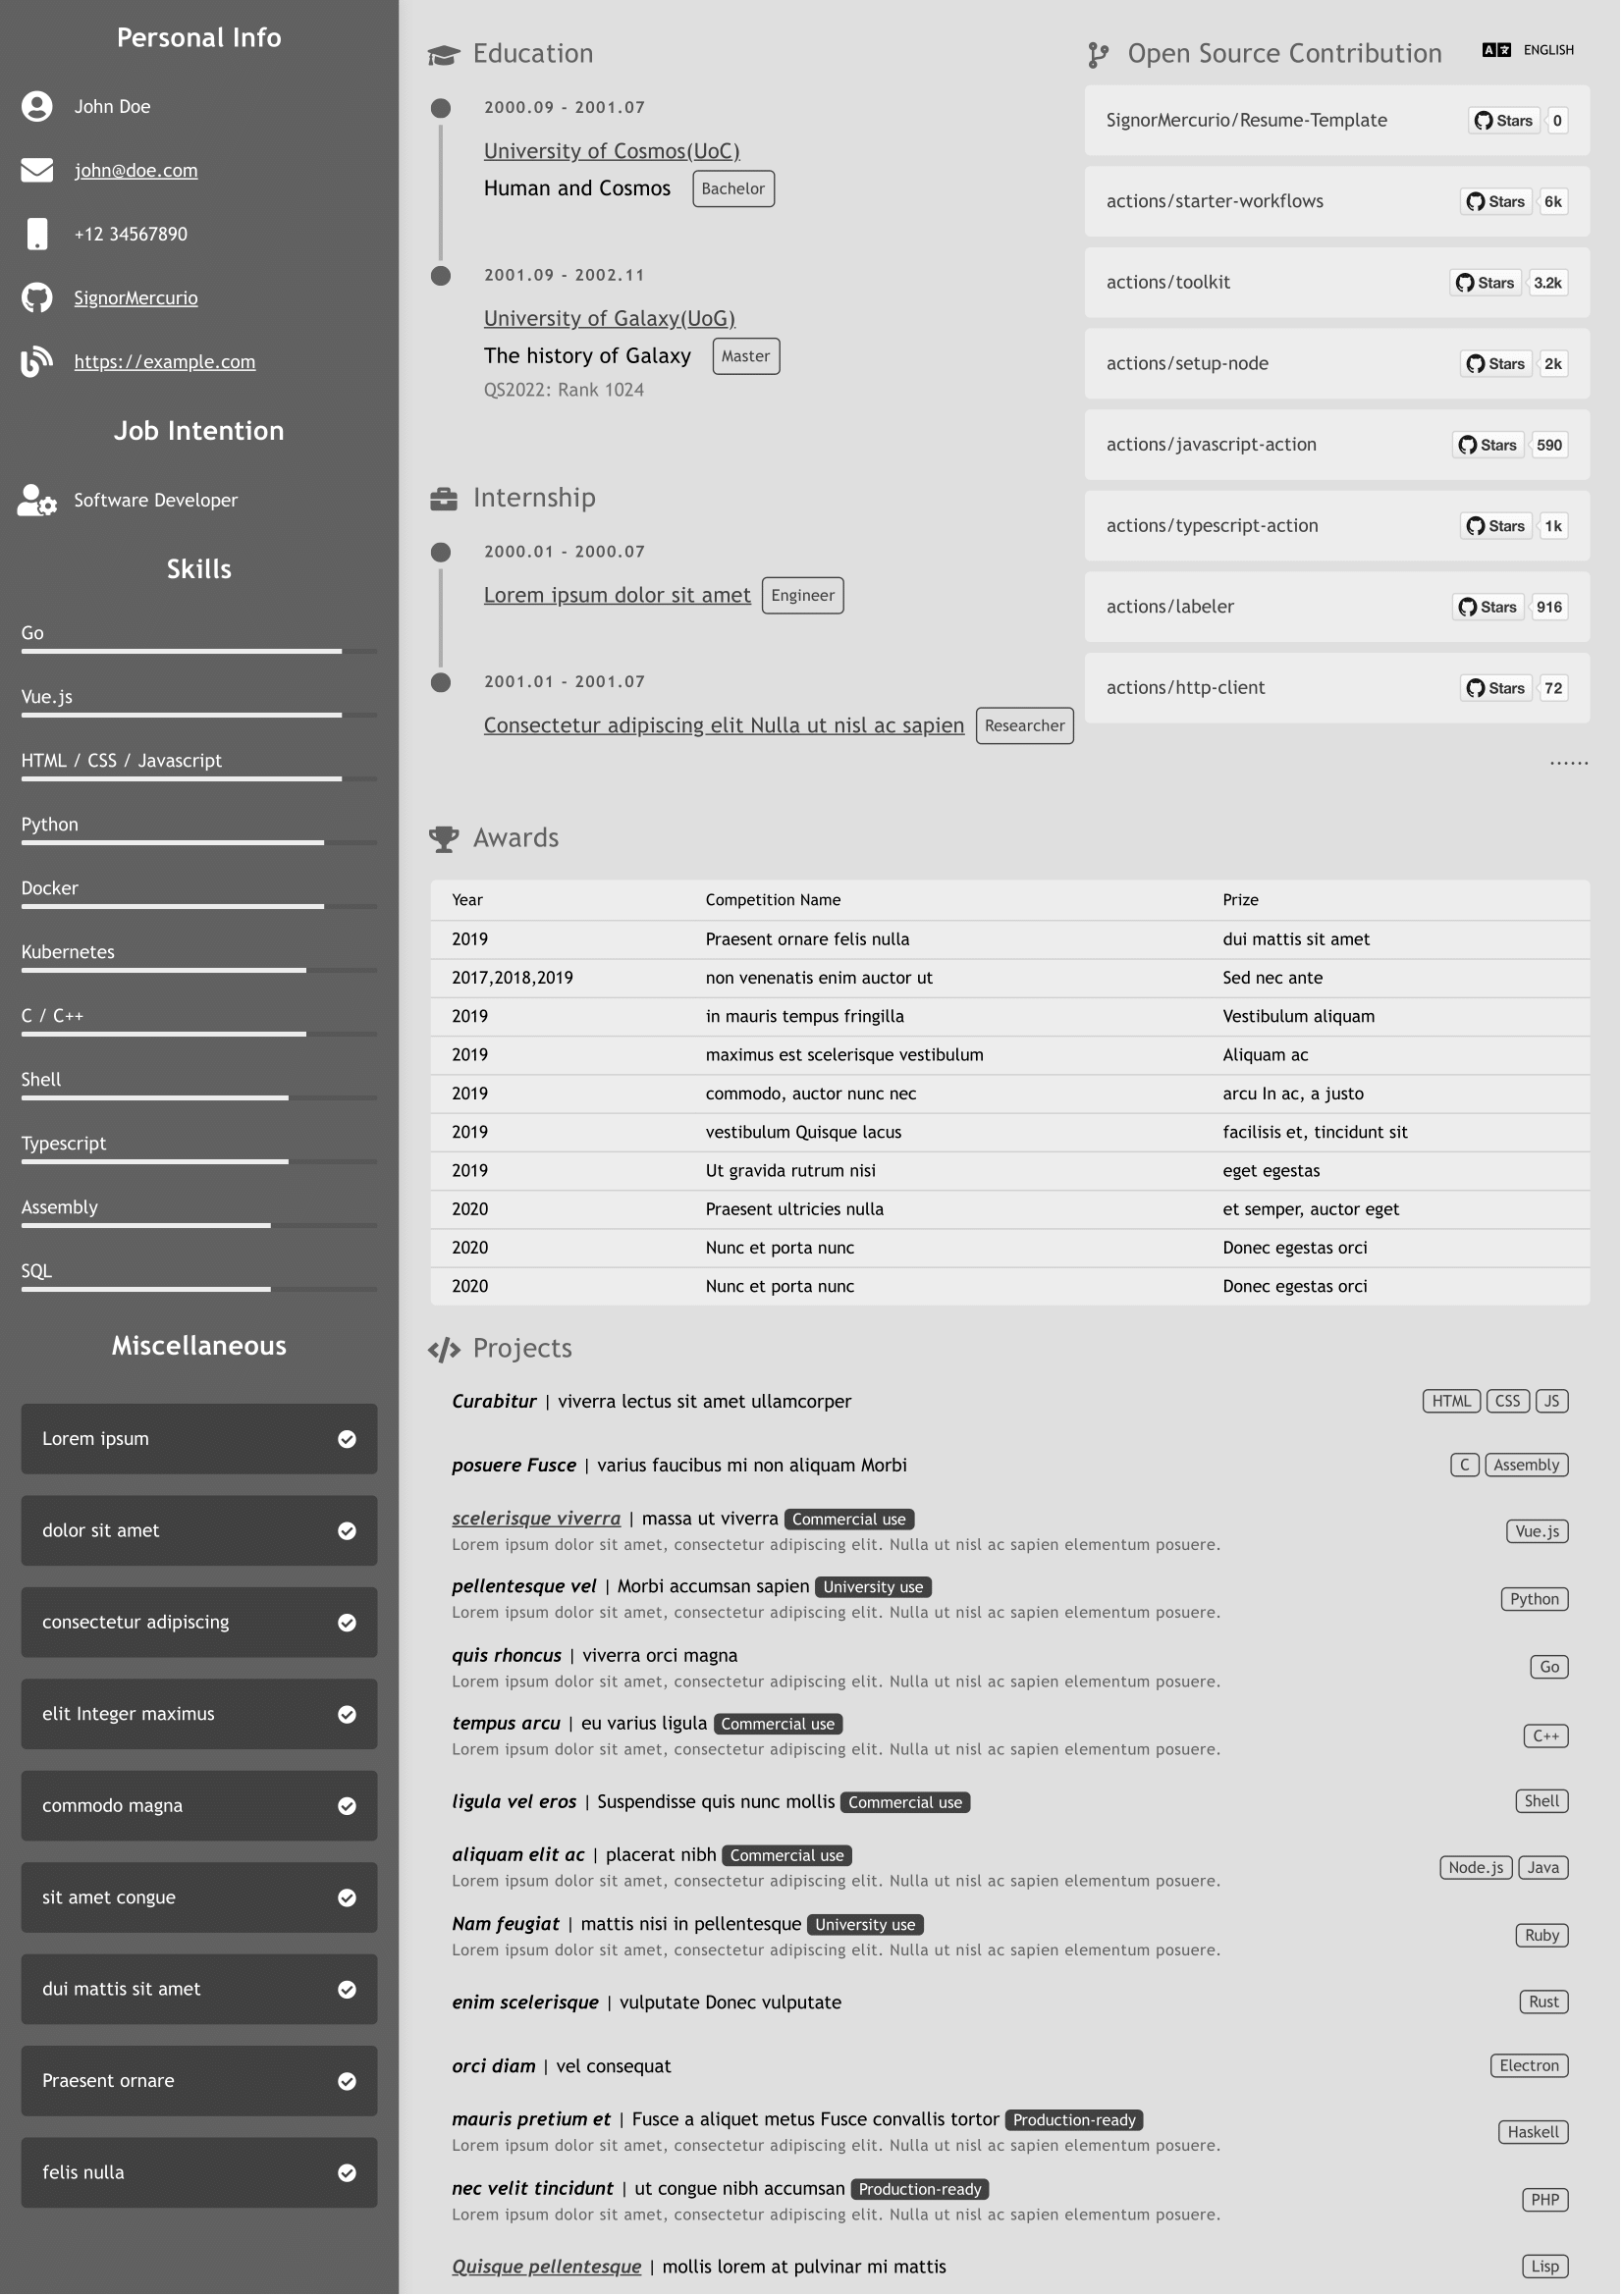 Personal Info
John Doe
john@doe.com
+12 34567890
SignorMercurio
https://example.com
Job Intention
Software Developer
Skills
Go
Vue.js
HTML / CSS / Javascript
Python
Docker
Kubernetes
C / C++
Shell
Typescript
Assembly
SQL
Miscellaneous
Lorem ipsum
dolor sit amet
consectetur adipiscing
elit Integer maximus
commodo magna
sit amet congue
dui mattis sit amet
Praesent ornare
felis nulla
Education
2000.09 - 2001.07
University of Cosmos(UoC)
Human and Cosmos Bachelor
2001.09 - 2002.11
University of Galaxy(UoG)
The history of Galaxy Master
QS2022: Rank 1024
Internship
2000.01 - 2000.07
Lorem ipsum dolor sit amet Engineer
2001.01 - 2001.07
Consectetur adipiscing elit Nulla ut nisl ac sapien Researcher
Open Source Contribution
A文 ENGLISH
SignorMercurio/Resume-Template Stars 0
actions/starter-workflows Stars 6k
actions/toolkit Stars 3.2k
actions/setup-node Stars 2k
actions/javascript-action Stars 590
actions/typescript-action Stars 1k
actions/labeler Stars 916
actions/http-client Stars 72
......
Awards
Year Competition Name Prize
2019 Praesent ornare felis nulla dui mattis sit amet
2017,2018,2019 non venenatis enim auctor ut Sed nec ante
2019 in mauris tempus fringilla Vestibulum aliquam
2019 maximus est scelerisque vestibulum Aliquam ac
2019 commodo, auctor nunc nec arcu In ac, a justo
2019 vestibulum Quisque lacus facilisis et, tincidunt sit
2019 Ut gravida rutrum nisi eget egestas
2020 Praesent ultricies nulla et semper, auctor eget
2020 Nunc et porta nunc Donec egestas orci
2020 Nunc et porta nunc Donec egestas orci
Projects
Curabitur | viverra lectus sit amet ullamcorper HTML CSS JS
posuere Fusce | varius faucibus mi non aliquam Morbi C Assembly
scelerisque viverra | massa ut viverra Commercial use Vue.js
Lorem ipsum dolor sit amet, consectetur adipiscing elit. Nulla ut nisl ac sapien elementum posuere.
pellentesque vel | Morbi accumsan sapien University use Python
Lorem ipsum dolor sit amet, consectetur adipiscing elit. Nulla ut nisl ac sapien elementum posuere.
quis rhoncus | viverra orci magna Go
Lorem ipsum dolor sit amet, consectetur adipiscing elit. Nulla ut nisl ac sapien elementum posuere.
tempus arcu | eu varius ligula Commercial use C++
Lorem ipsum dolor sit amet, consectetur adipiscing elit. Nulla ut nisl ac sapien elementum posuere.
ligula vel eros | Suspendisse quis nunc mollis Commercial use Shell
aliquam elit ac | placerat nibh Commercial use Node.js Java
Lorem ipsum dolor sit amet, consectetur adipiscing elit. Nulla ut nisl ac sapien elementum posuere.
Nam feugiat | mattis nisi in pellentesque University use Ruby
Lorem ipsum dolor sit amet, consectetur adipiscing elit. Nulla ut nisl ac sapien elementum posuere.
enim scelerisque | vulputate Donec vulputate Rust
orci diam | vel consequat Electron
mauris pretium et | Fusce a aliquet metus Fusce convallis tortor Production-ready Haskell
Lorem ipsum dolor sit amet, consectetur adipiscing elit. Nulla ut nisl ac sapien elementum posuere.
nec velit tincidunt | ut congue nibh accumsan Production-ready PHP
Lorem ipsum dolor sit amet, consectetur adipiscing elit. Nulla ut nisl ac sapien elementum posuere.
Quisque pellentesque | mollis lorem at pulvinar mi mattis Lisp